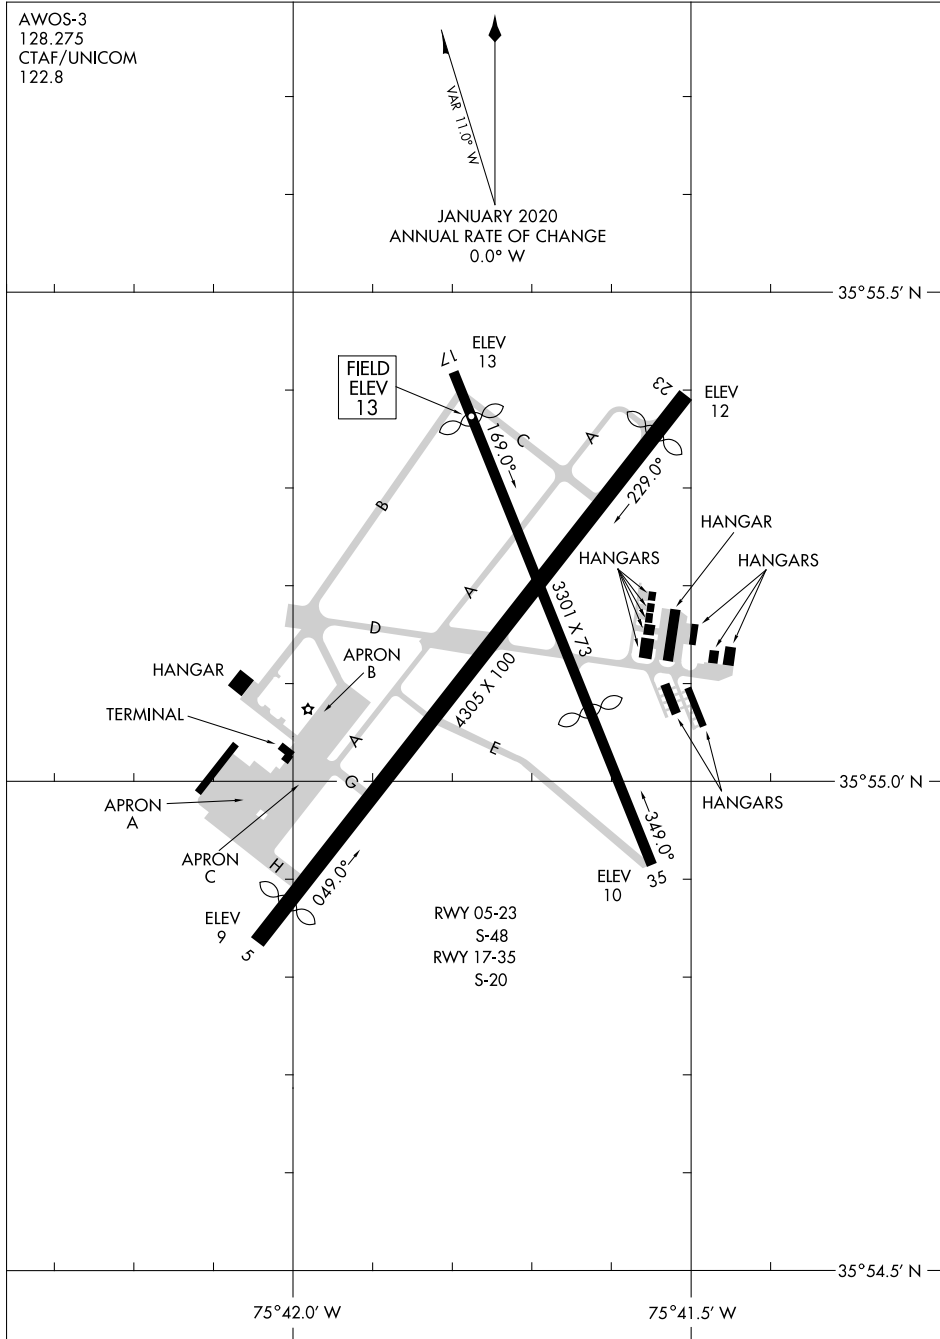 AWOS-3
128.275
CTAF/UNICOM
122.8
VAR 11.0° W
JANUARY 2020
ANNUAL RATE OF CHANGE
0.0° W
35°55.5' N
17
ELEV
13
FIELD
ELEV
13
23
ELEV
12
169.0°
C
A
229.0°
B
HANGAR
HANGARS
HANGARS
A
3301 X 73
D
APRON
B
HANGAR
4305 X 100
TERMINAL
A
E
G
35°55.0' N
APRON
A
HANGARS
349.0°
APRON
C
H
049.0°
ELEV
10
35
ELEV
9
5
RWY 05-23
S-48
RWY 17-35
S-20
35°54.5' N
75°42.0' W
75°41.5' W